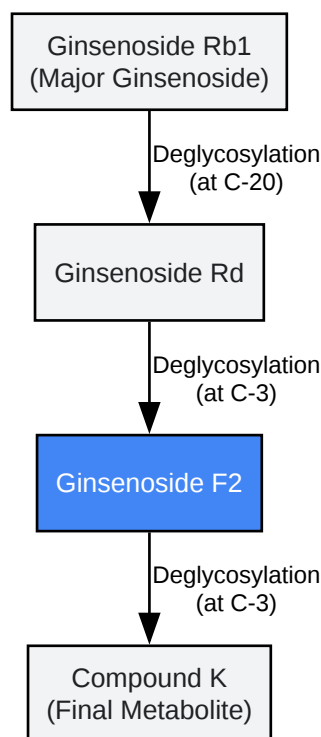 Ginsenoside Rb1
(Major Ginsenoside)
Deglycosylation
(at C-20)
Ginsenoside Rd
Deglycosylation
(at C-3)
Ginsenoside F2
Deglycosylation
(at C-3)
Compound K
(Final Metabolite)